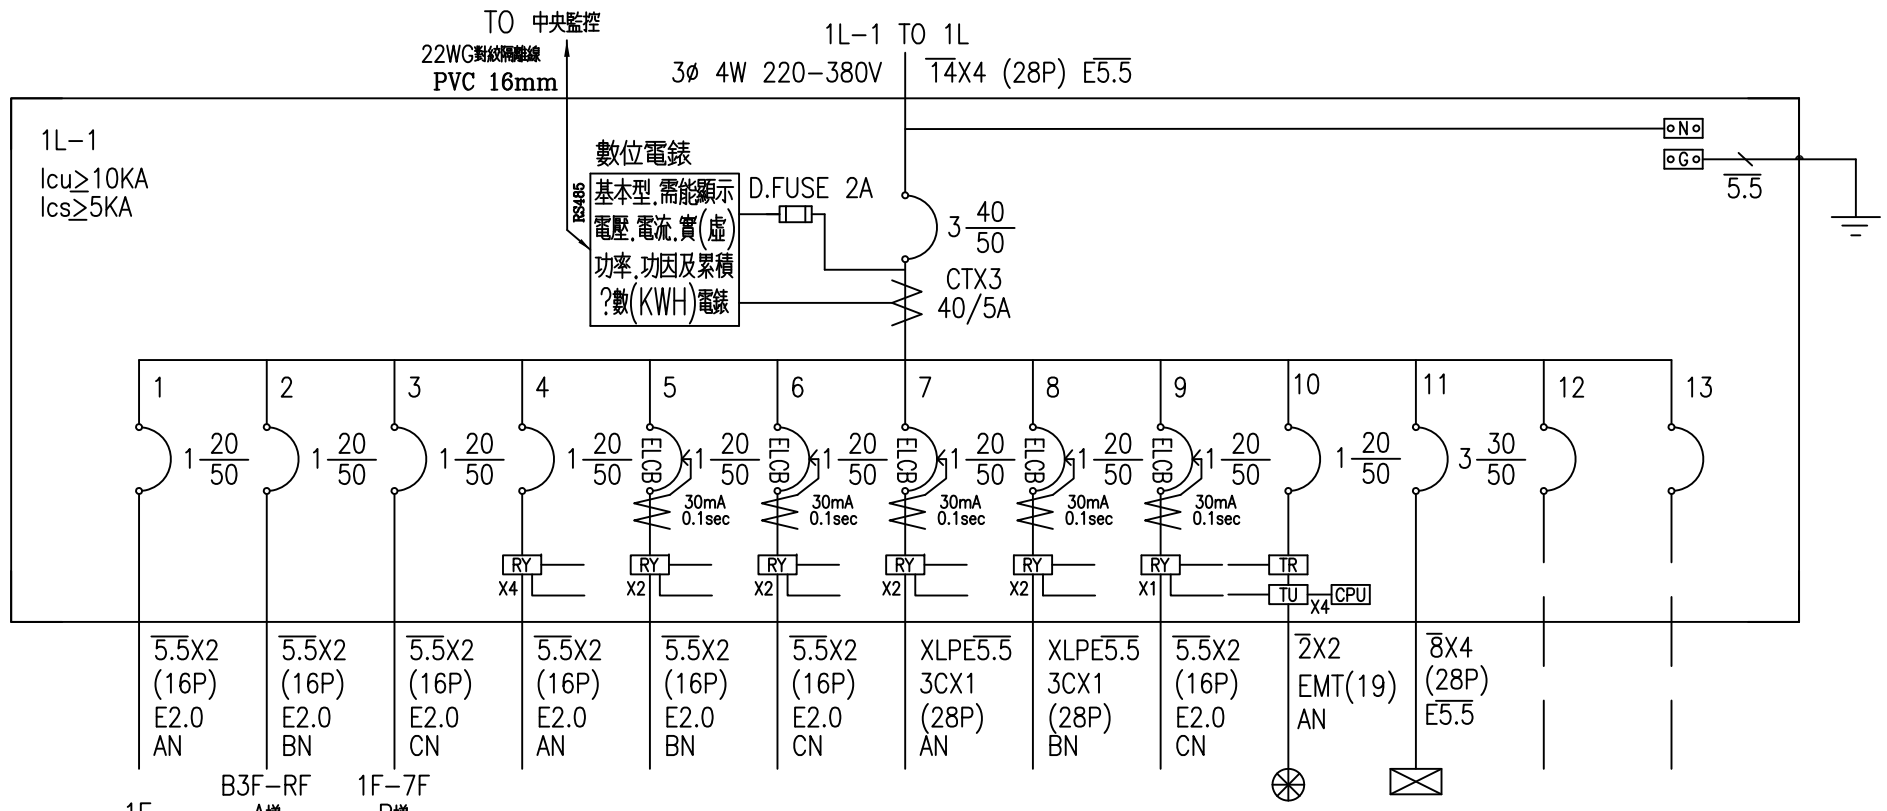 TO 中央監控
22WG對絞隔離線
PVC 16mm
1L-1 TO 1L
3ø 4W 220-380V 14X4 (28P) E5.5
1L-1
Icu≥10KA
Ics≥5KA
數位電錶
RS485
基本型.需能顯示
電壓.電流.實(虛)
功率.功因及累積
?數(KWH)電錶
D.FUSE 2A
3 40
50
CTX3
40/5A
N
G
5.5
1 2 3 4 5 6 7 8 9 10 11 12 13
1 20 1 20 1 20 1 20 ELCB 1 20 ELCB 1 20 ELCB 1 20 ELCB 1 20 ELCB 1 20 1 20 3 30
50 50 50 50 50 50 50 50 50 50 50
30mA 30mA 30mA 30mA 30mA
0.1sec 0.1sec 0.1sec 0.1sec 0.1sec
RY RY RY RY RY RY TR
X4 X2 X2 X2 X2 X1 TU X4 CPU
5.5X2 5.5X2 5.5X2 5.5X2 5.5X2 5.5X2 XLPE5.5 XLPE5.5 5.5X2 2X2 8X4
(16P) (16P) (16P) (16P) (16P) (16P) 3CX1 3CX1 (16P) EMT(19) (28P)
E2.0 E2.0 E2.0 E2.0 E2.0 E2.0 (28P) (28P) E2.0 AN E5.5
AN BN CN AN BN CN AN BN CN
B3F-RF 1F-7F
1F